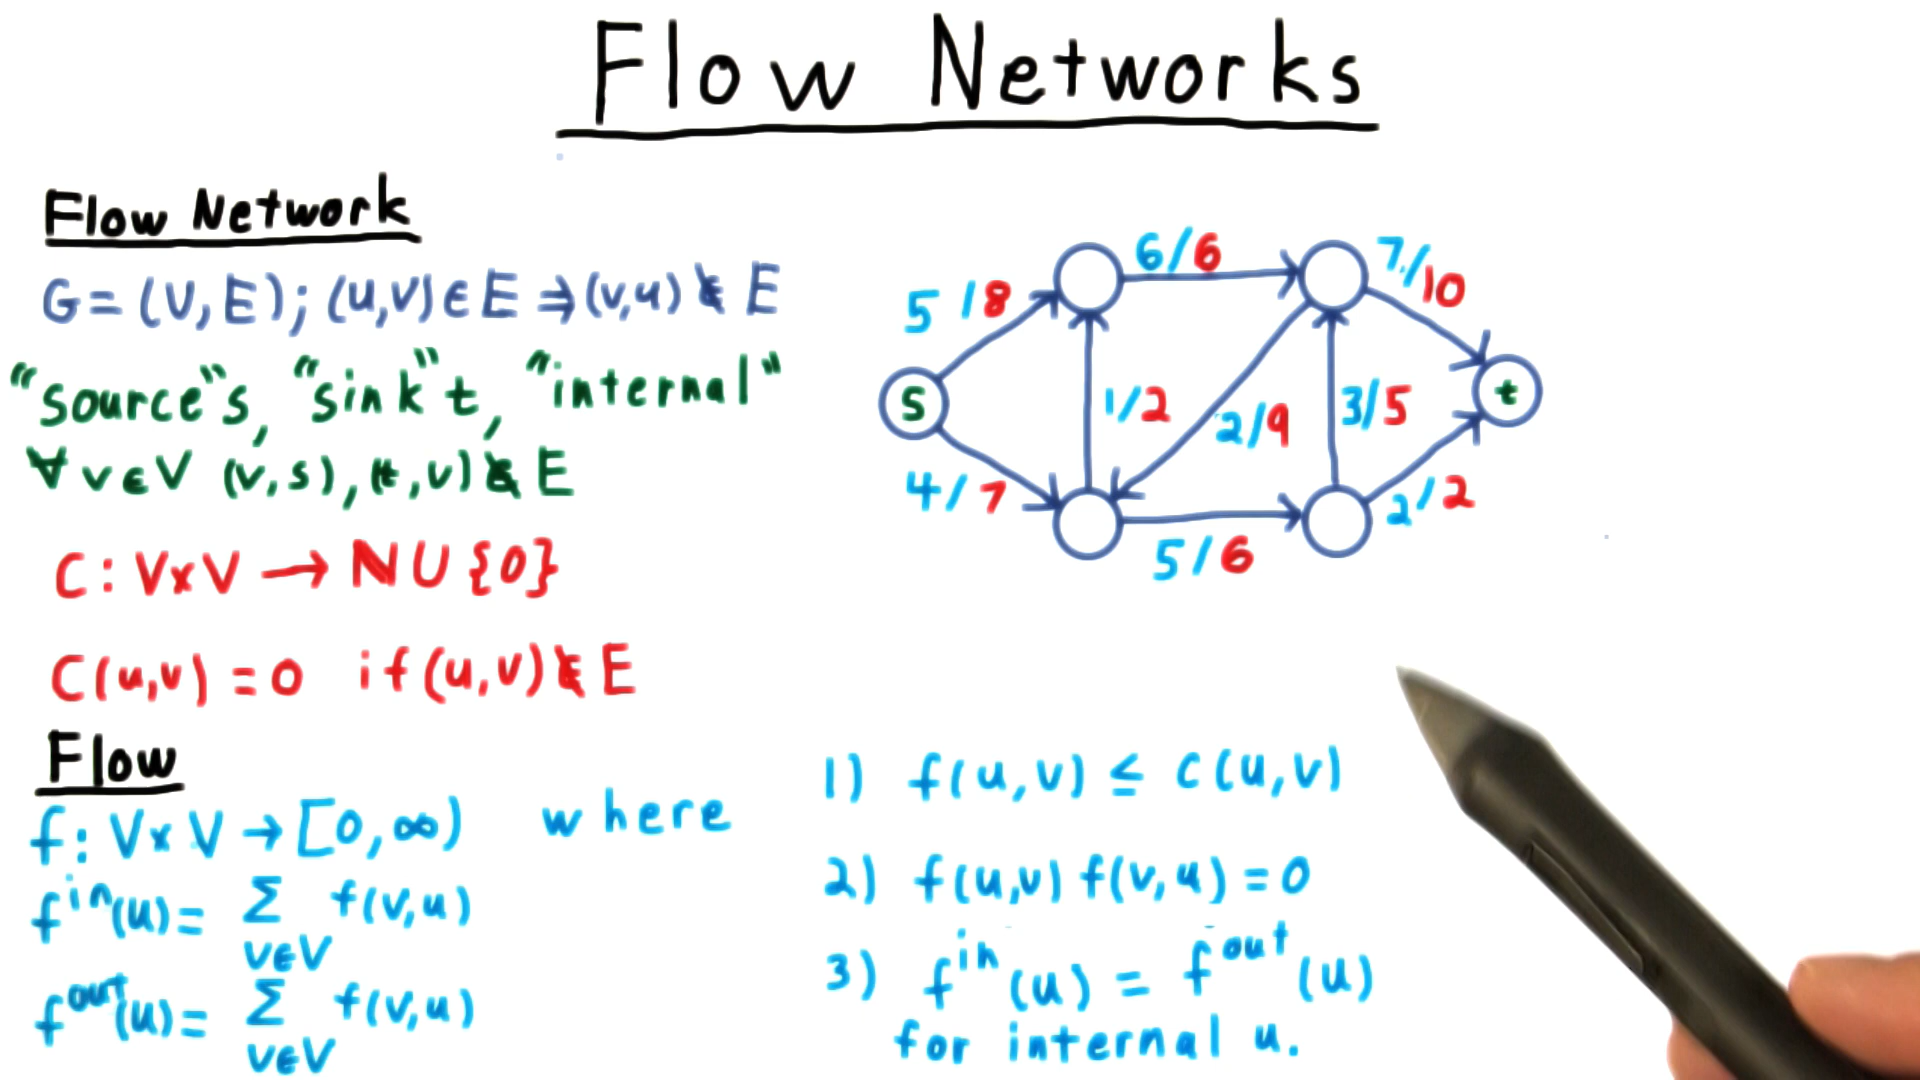 Flow Networks
Flow Network
G = (V, E); (u,v) ∈ E ⇒ (v,u) ∉ E
"source" s, "sink" t, "internal"
∀ v ∈ V (v,s), (t,v) ∉ E
C : V×V → ℕ ∪ {0}
C(u,v) = 0 if (u,v) ∉ E
6/6
7/10
5/8
s
1/2
2/9
3/5
t
4/7
5/6
2/2
Flow
f: V×V → [0,∞) where
f^in(u) = Σ f(v,u)
v∈V
f^out(u) = Σ f(v,u)
v∈V
1) f(u,v) ≤ c(u,v)
2) f(u,v) f(v,u) = 0
3) f^in(u) = f^out(u)
for internal u.